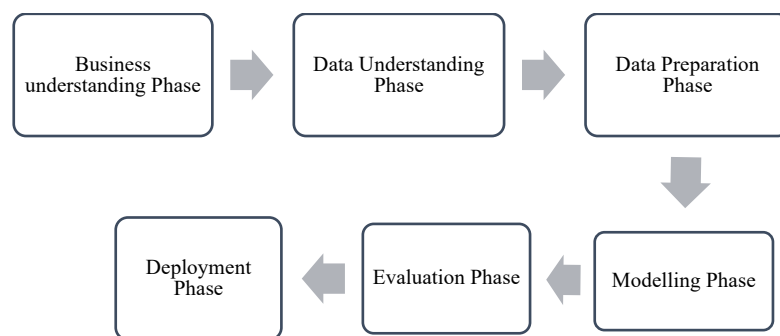 Business
understanding Phase
Data Understanding
Phase
Data Preparation
Phase
Modelling Phase
Evaluation Phase
Deployment
Phase